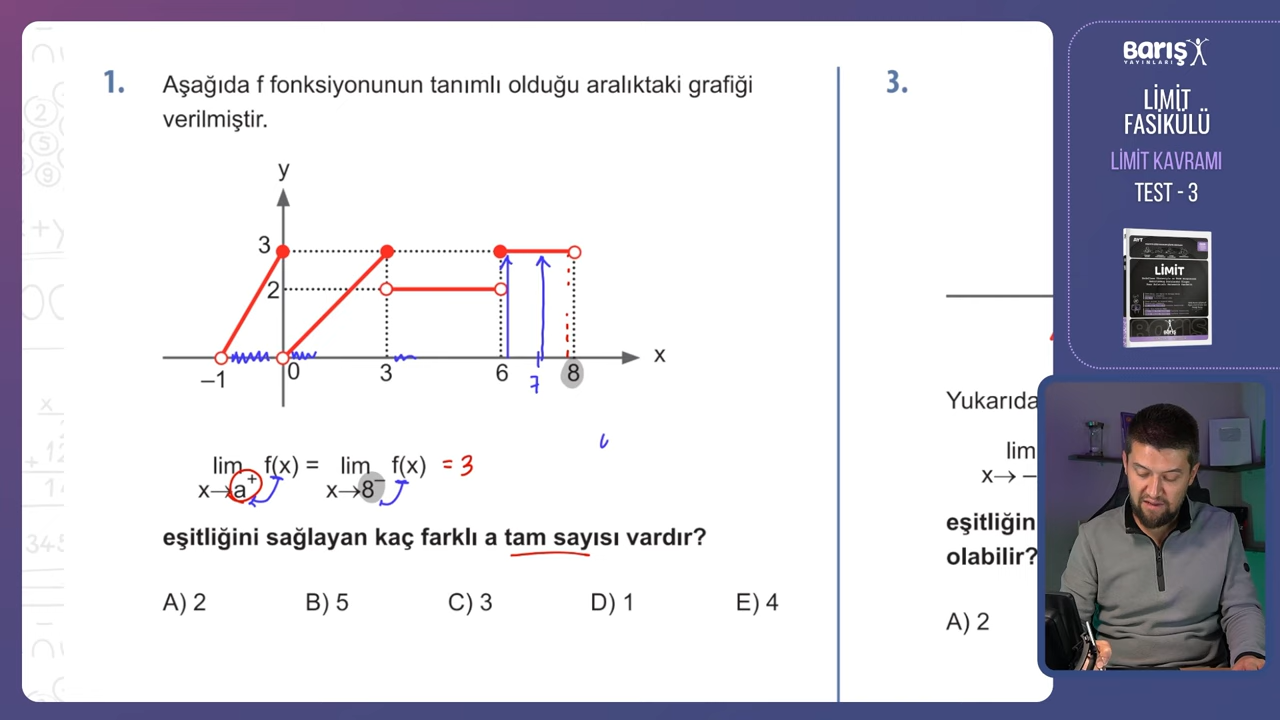 1.
Aşağıda f fonksiyonunun tanımlı olduğu aralıktaki grafiği
verilmiştir.
y
3
2
–1
0
3
6
7
8
x
lim f(x) = lim f(x) = 3
x→a⁺ x→8⁻
eşitliğini sağlayan kaç farklı a tam sayısı vardır?
A) 2 B) 5 C) 3 D) 1 E) 4
3.
Yukarıda
lim
x→ –
eşitliğin
olabilir?
A) 2
BARIŞ
YAYINLARI
LİMİT
FASİKÜLÜ
LİMİT KAVRAMI
TEST - 3
AYT
LİMİT
BARIŞ